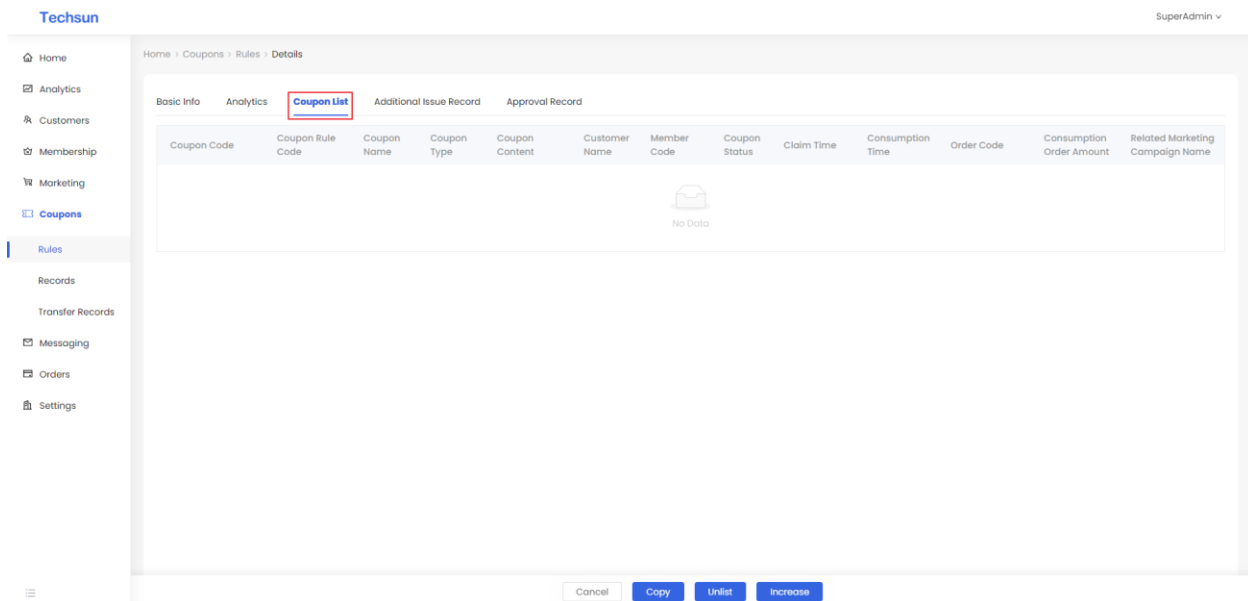 Techsun
SuperAdmin
Home
Analytics
Customers
Membership
Marketing
Coupons
Rules
Records
Transfer Records
Messaging
Orders
Settings
Home > Coupons > Rules > Details
Basic Info Analytics Coupon List Additional Issue Record Approval Record
Coupon Code
Coupon Rule
Code
Coupon
Name
Coupon
Type
Coupon
Content
Customer
Name
Member
Code
Coupon
Status
Claim Time
Consumption
Time
Order Code
Consumption
Order Amount
Related Marketing
Campaign Name
No Data
Cancel Copy Unlist Increase